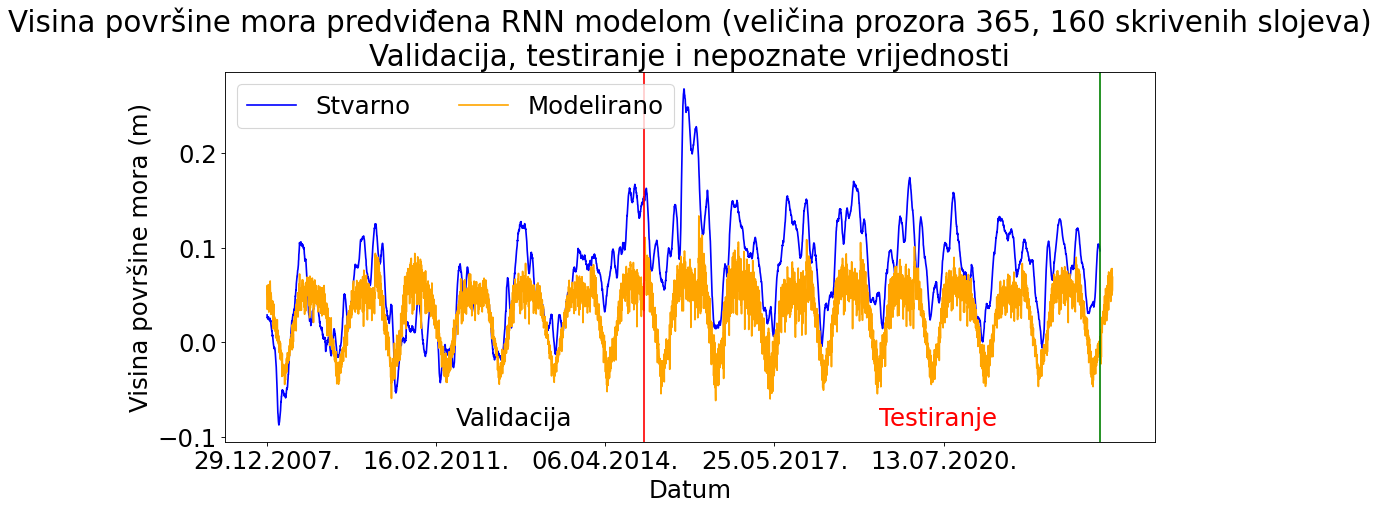 Visina površine mora predviđena RNN modelom (veličina prozora 365, 160 skrivenih slojeva)
Validacija, testiranje i nepoznate vrijednosti
Stvarno
Modelirano
Visina površine mora (m)
0.2
0.1
0.0
−0.1
Validacija
Testiranje
29.12.2007.
16.02.2011.
06.04.2014.
25.05.2017.
13.07.2020.
Datum